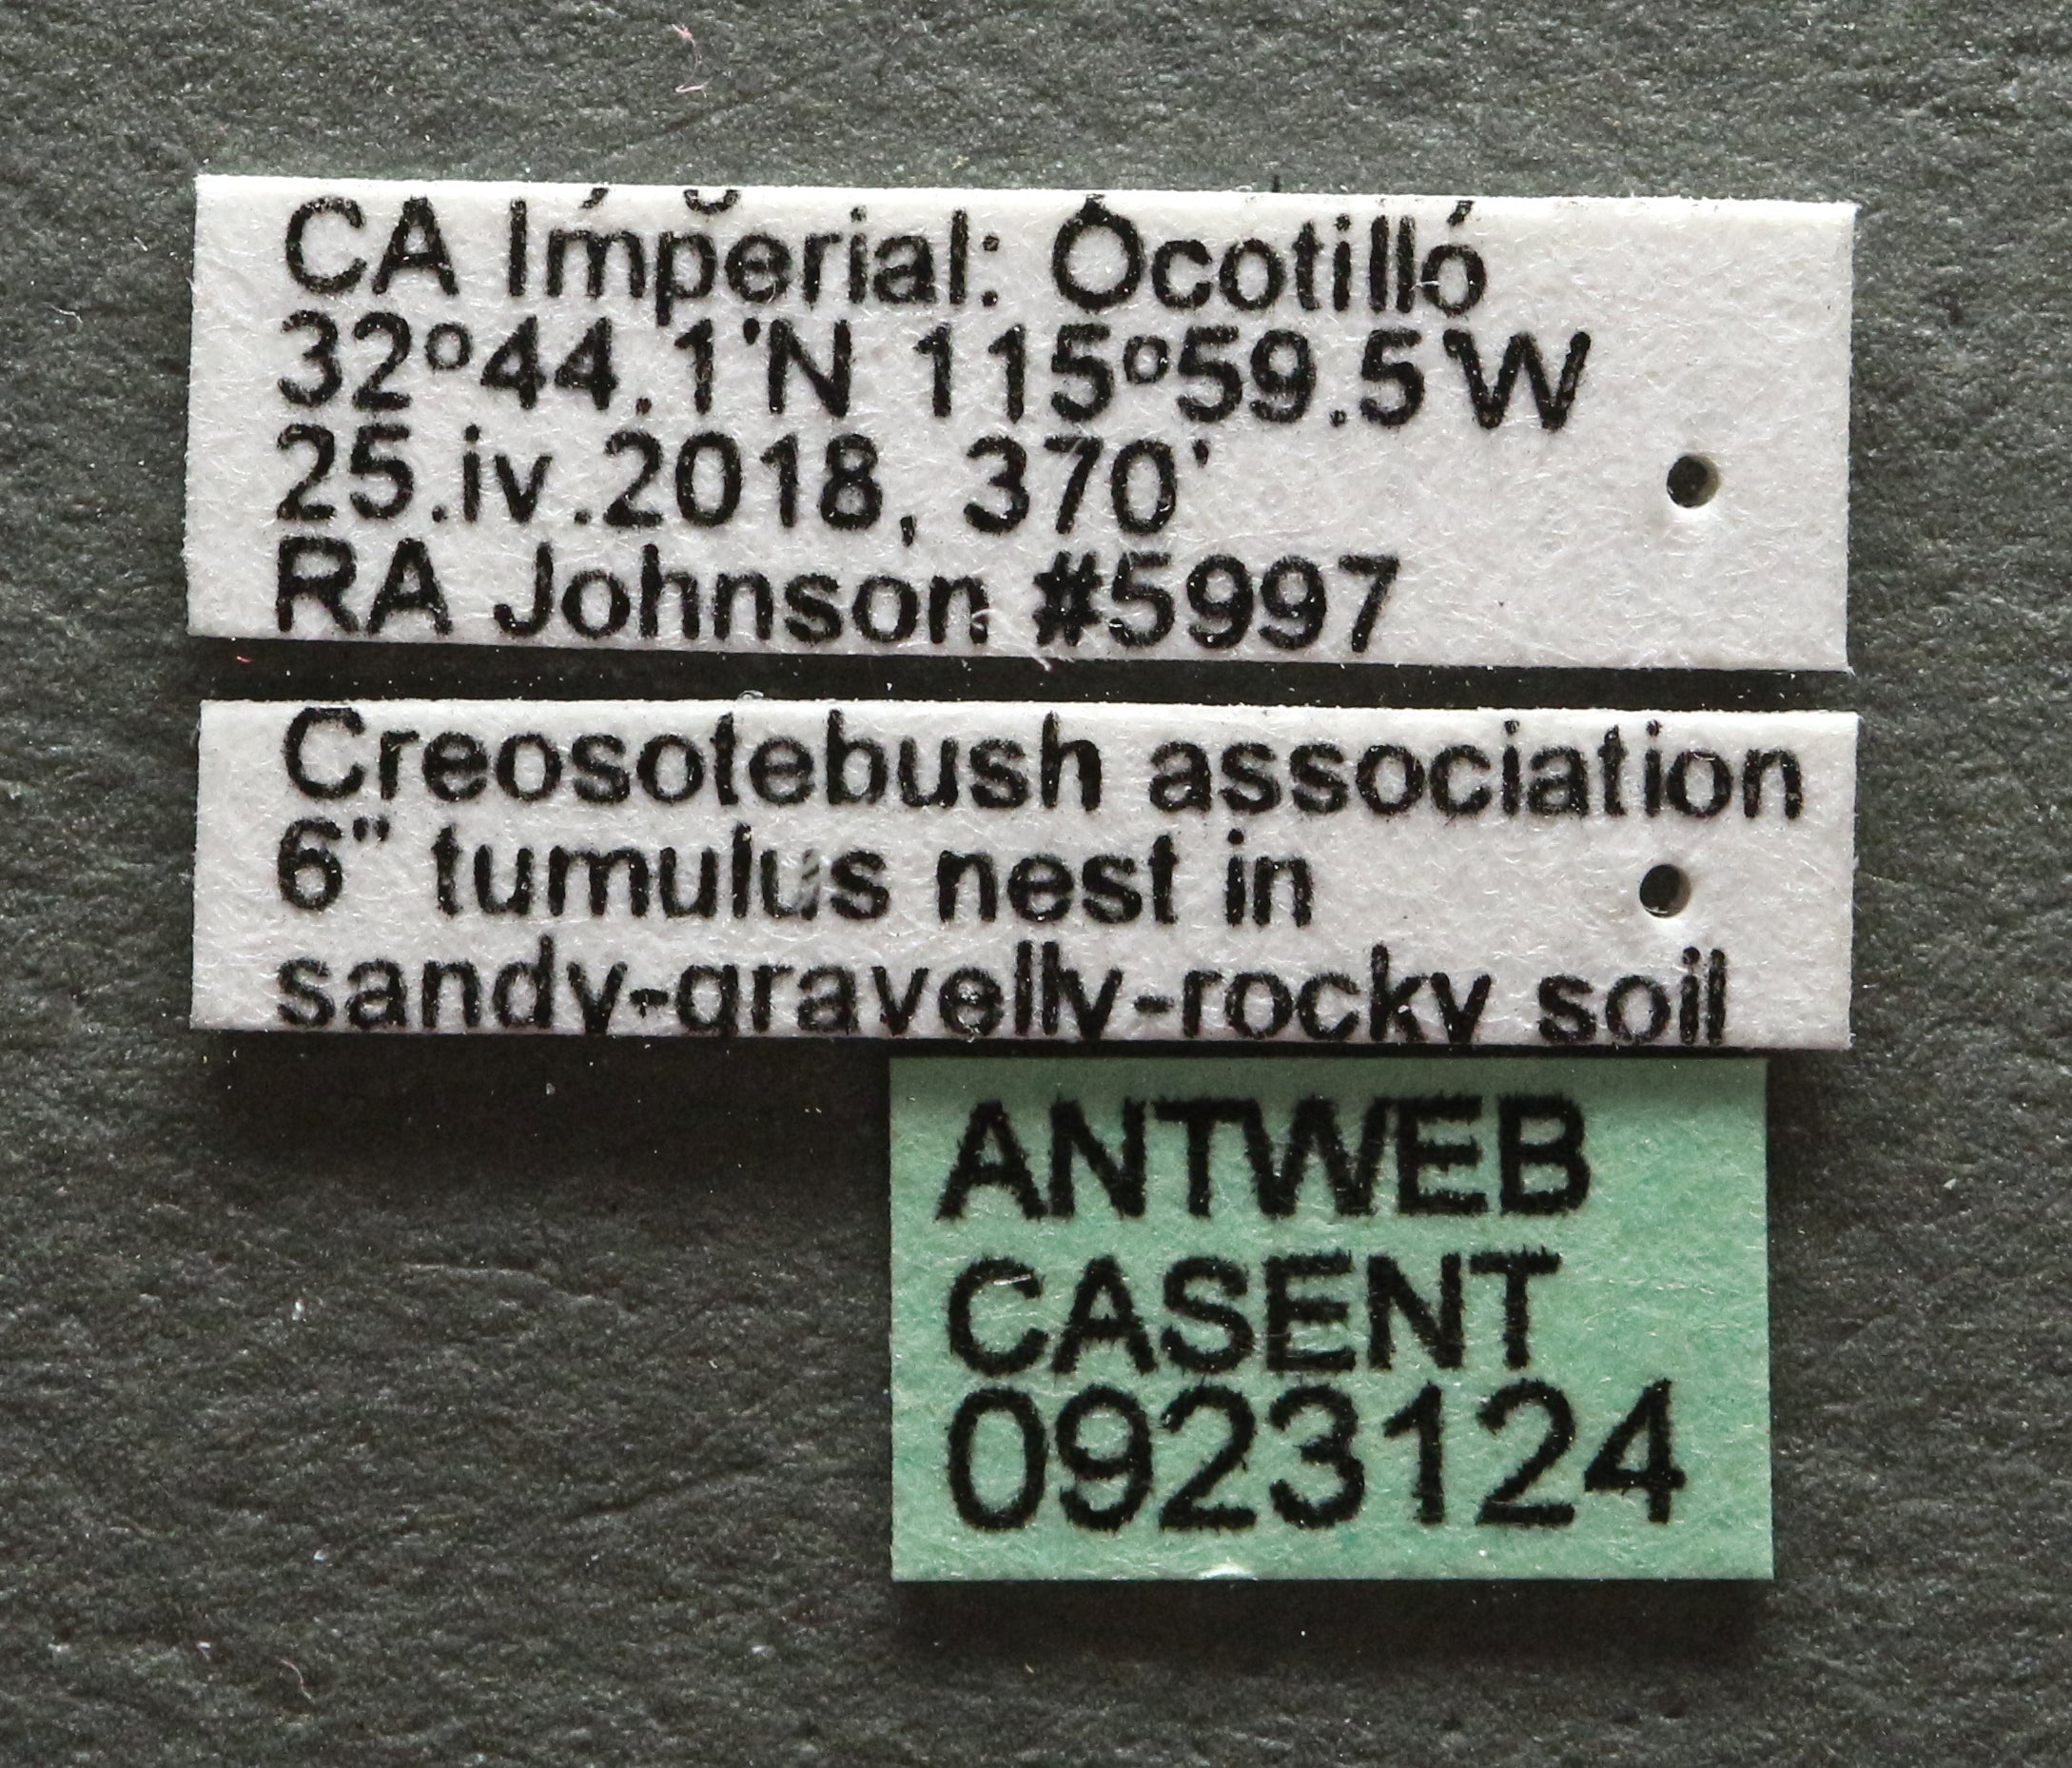 CA Imperial: Ocotillo
32°44.1'N 115°59.5'W
25.iv.2018, 370'
RA Johnson #5997
Creosotebush association
6" tumulus nest in
sandy-gravelly-rocky soil
ANTWEB
CASENT
0923124